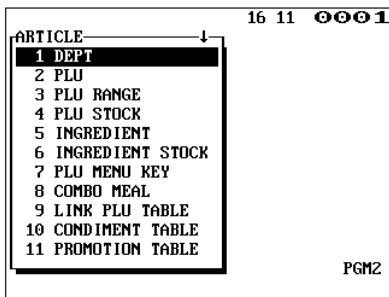 16 11 0001
ARTICLE ↓
1 DEPT
2 PLU
3 PLU RANGE
4 PLU STOCK
5 INGREDIENT
6 INGREDIENT STOCK
7 PLU MENU KEY
8 COMBO MEAL
9 LINK PLU TABLE
10 CONDIMENT TABLE
11 PROMOTION TABLE
PGM2